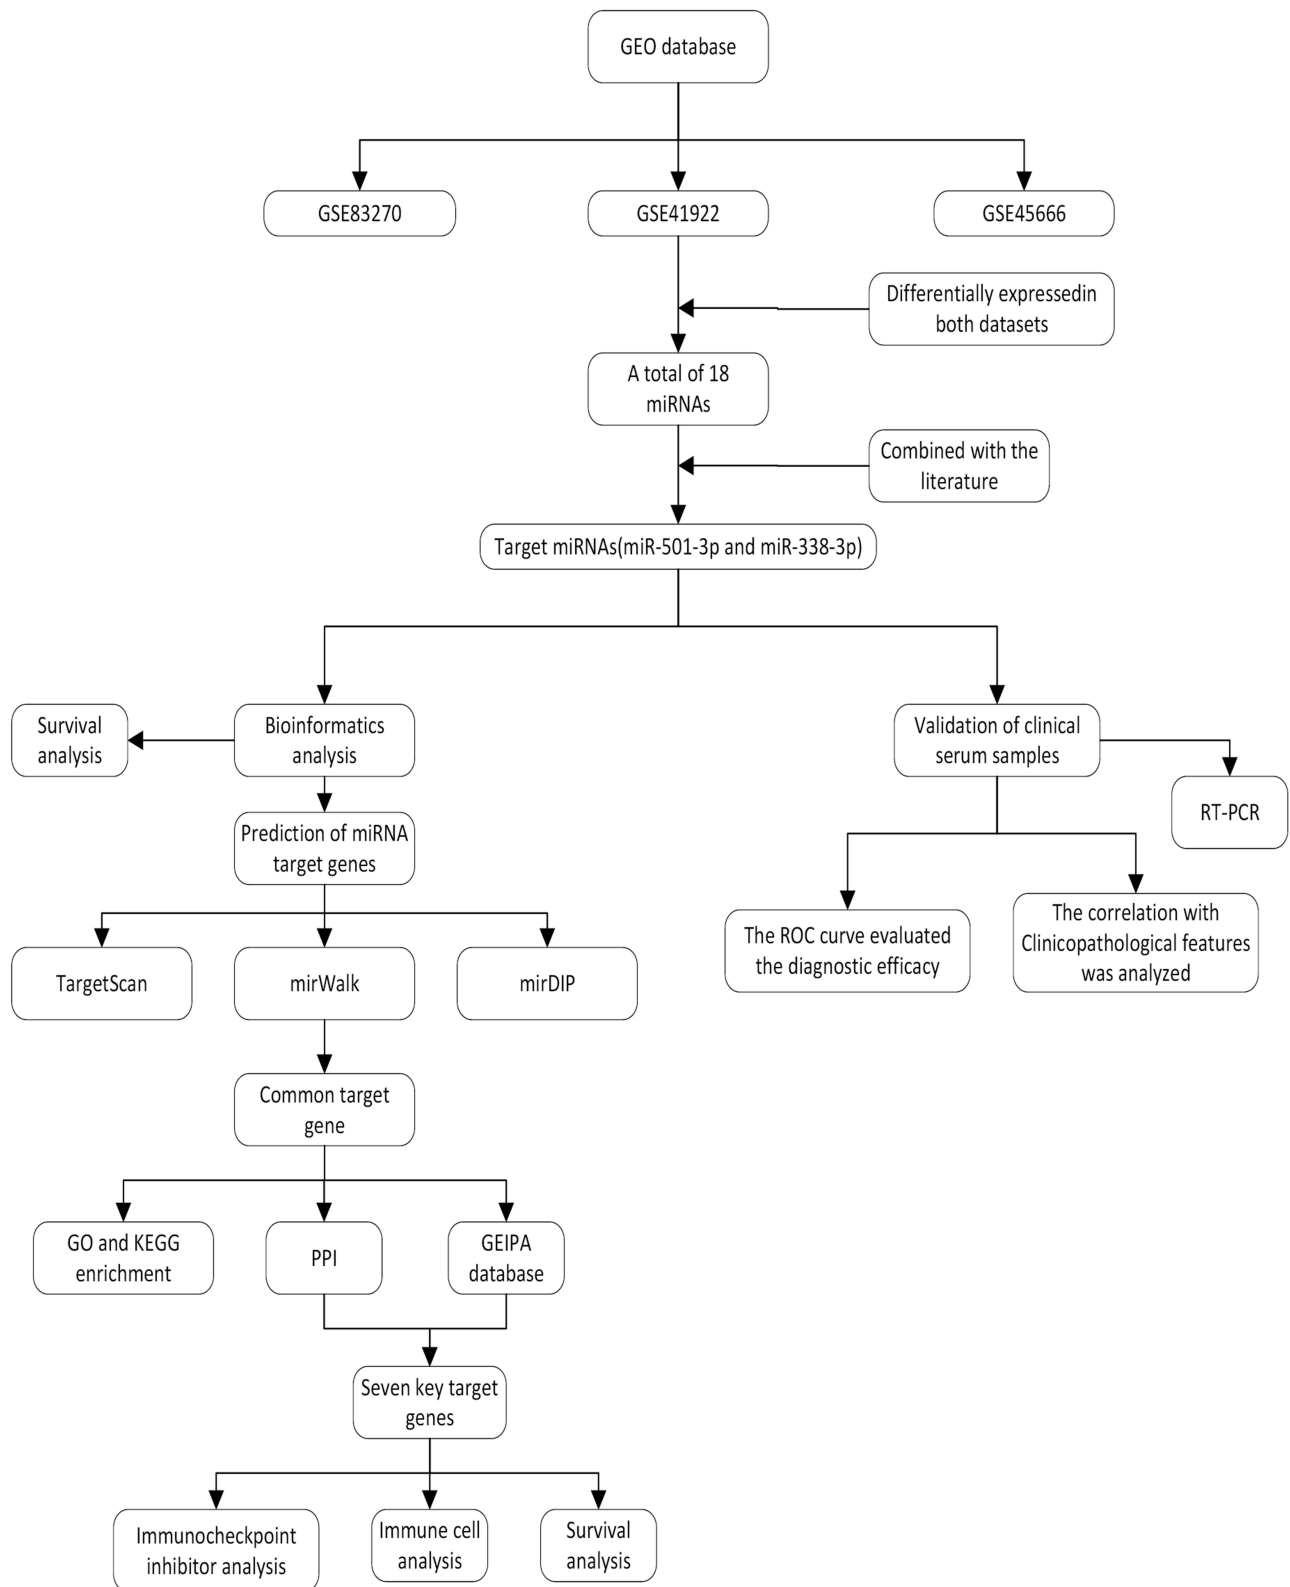 GEO database
GSE83270
GSE41922
GSE45666
Differentially expressedin
both datasets
A total of 18
miRNAs
Combined with the
literature
Target miRNAs(miR-501-3p and miR-338-3p)
Survival
analysis
Bioinformatics
analysis
Validation of clinical
serum samples
RT-PCR
Prediction of miRNA
target genes
The ROC curve evaluated
the diagnostic efficacy
The correlation with
Clinicopathological features
was analyzed
TargetScan
mirWalk
mirDIP
Common target
gene
GO and KEGG
enrichment
PPI
GEIPA
database
Seven key target
genes
Immunocheckpoint
inhibitor analysis
Immune cell
analysis
Survival
analysis